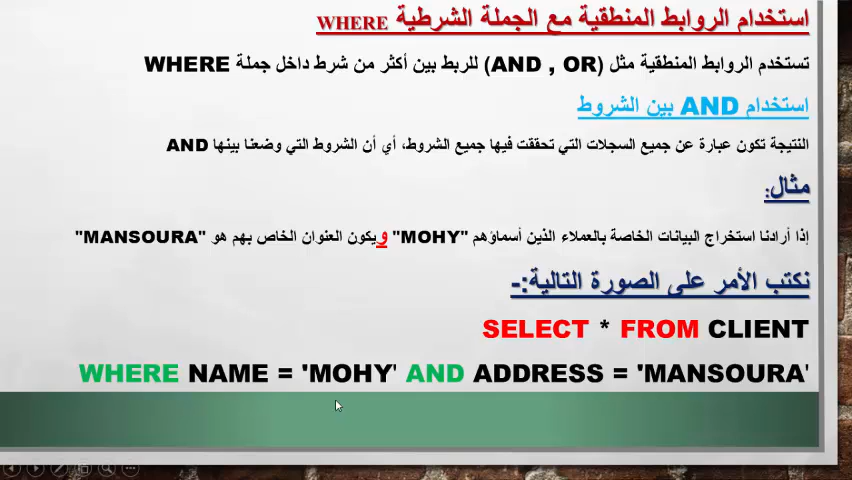 استخدام الروابط المنطقية مع الجملة الشرطية WHERE
تستخدم الروابط المنطقية مثل (AND , OR) للربط بين أكثر من شرط داخل جملة WHERE
استخدام AND بين الشروط
النتيجة تكون عبارة عن جميع السجلات التي تحققت فيها جميع الشروط، أي أن الشروط التي وضعنا بينها AND
مثال:
إذا أردنا استخراج البيانات الخاصة بالعملاء الذين أسماؤهم "MOHY" ويكون العنوان الخاص بهم هو "MANSOURA"
نكتب الأمر على الصورة التالية:-
SELECT * FROM CLIENT
WHERE NAME = 'MOHY' AND ADDRESS = 'MANSOURA'